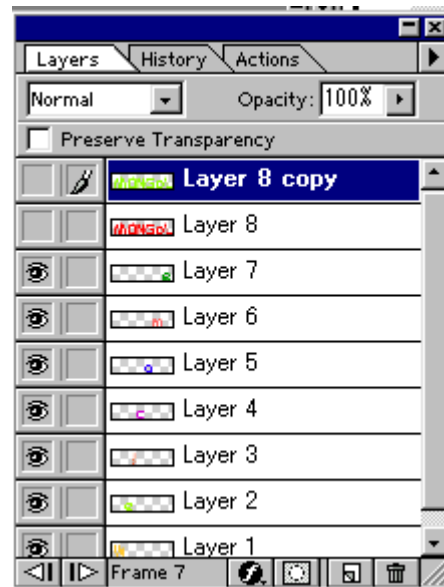 Layers History Actions
Normal Opacity: 100%
Preserve Transparency
Layer 8 copy
MONGOL Layer 8
e Layer 7
m Layer 6
o Layer 5
c Layer 4
Layer 3
Layer 2
W Layer 1
Frame 7